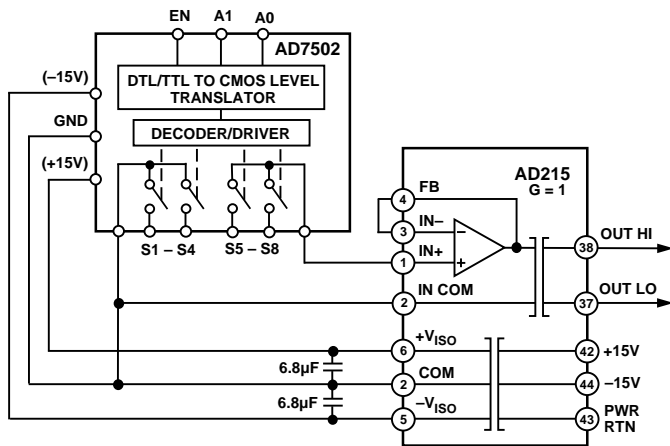 EN A1 A0
AD7502
(–15V)
DTL/TTL TO CMOS LEVEL
TRANSLATOR
GND
DECODER/DRIVER
(+15V)
S1 – S4 S5 – S8
AD215
G = 1
4 FB
3 IN–
–
1 IN+
+
38 OUT HI
2 IN COM
37 OUT LO
6 +VISO
42 +15V
6.8µF
2 COM
44 –15V
6.8µF
5 –VISO
43 PWR
RTN